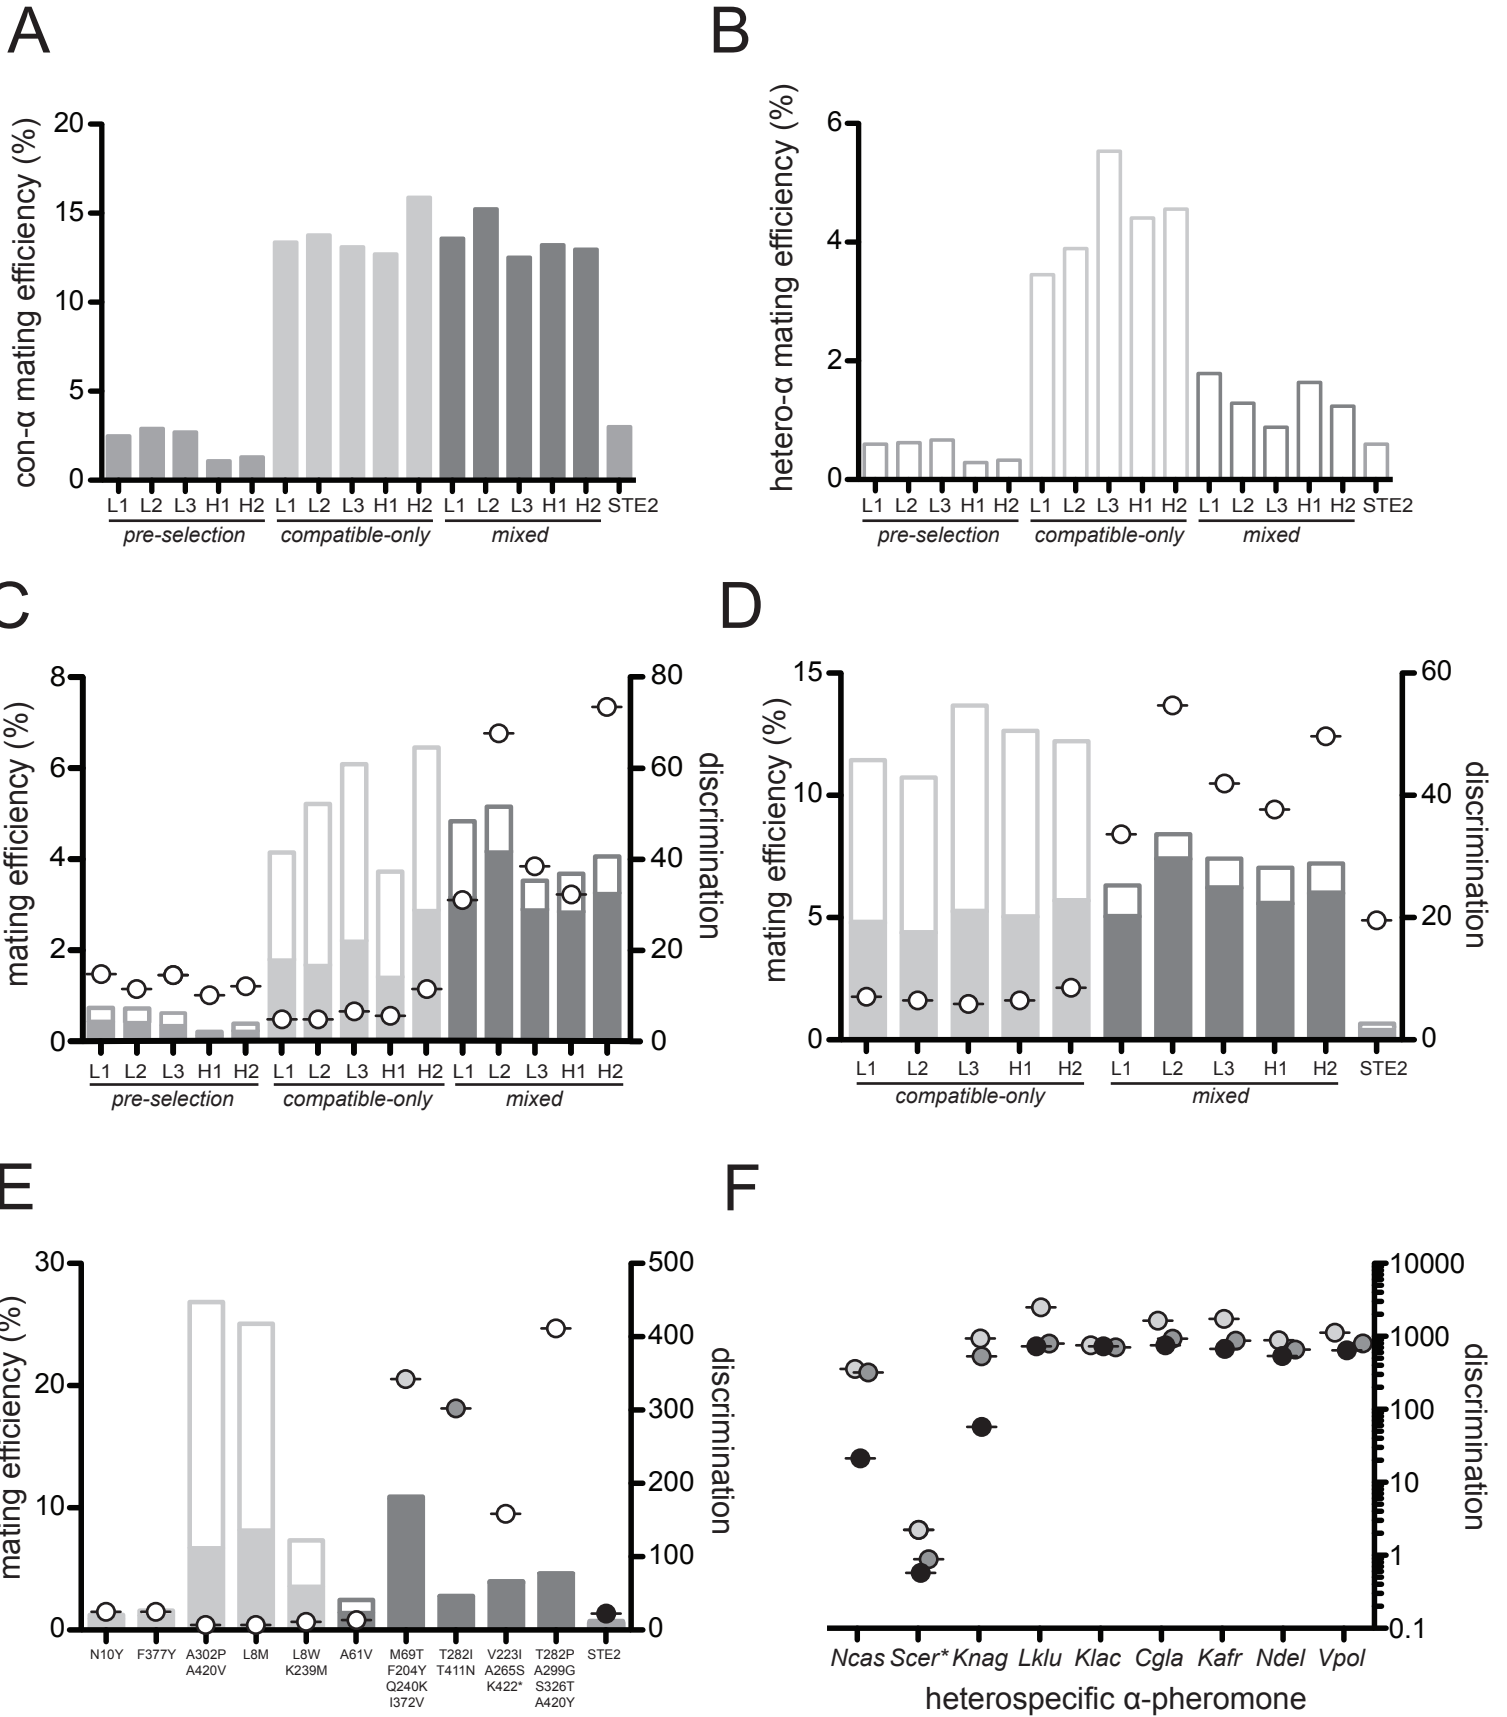 A
con-α mating efficiency (%)
20
15
10
5
0
L1 L2 L3 H1 H2 L1 L2 L3 H1 H2 L1 L2 L3 H1 H2 STE2
pre-selection compatible-only mixed
B
hetero-α mating efficiency (%)
6
4
2
0
L1 L2 L3 H1 H2 L1 L2 L3 H1 H2 L1 L2 L3 H1 H2 STE2
pre-selection compatible-only mixed
C
mating efficiency (%)
8
6
4
2
0
80
60
40
20
0
discrimination
L1 L2 L3 H1 H2 L1 L2 L3 H1 H2 L1 L2 L3 H1 H2
pre-selection compatible-only mixed
D
mating efficiency (%)
15
10
5
0
60
40
20
0
discrimination
L1 L2 L3 H1 H2 L1 L2 L3 H1 H2 STE2
compatible-only mixed
E
mating efficiency (%)
30
20
10
0
500
400
300
200
100
0
discrimination
N10Y F377Y A302P L8M L8W A61V M69T T282I V223I T282P STE2
A420V K239M F204Y T411N A265S A299G
Q240K K422* S326T
I372V A420Y
F
10000
1000
100
10
1
0.1
discrimination
Ncas Scer* Knag Lklu Klac Cgla Kafr Ndel Vpol
heterospecific α-pheromone